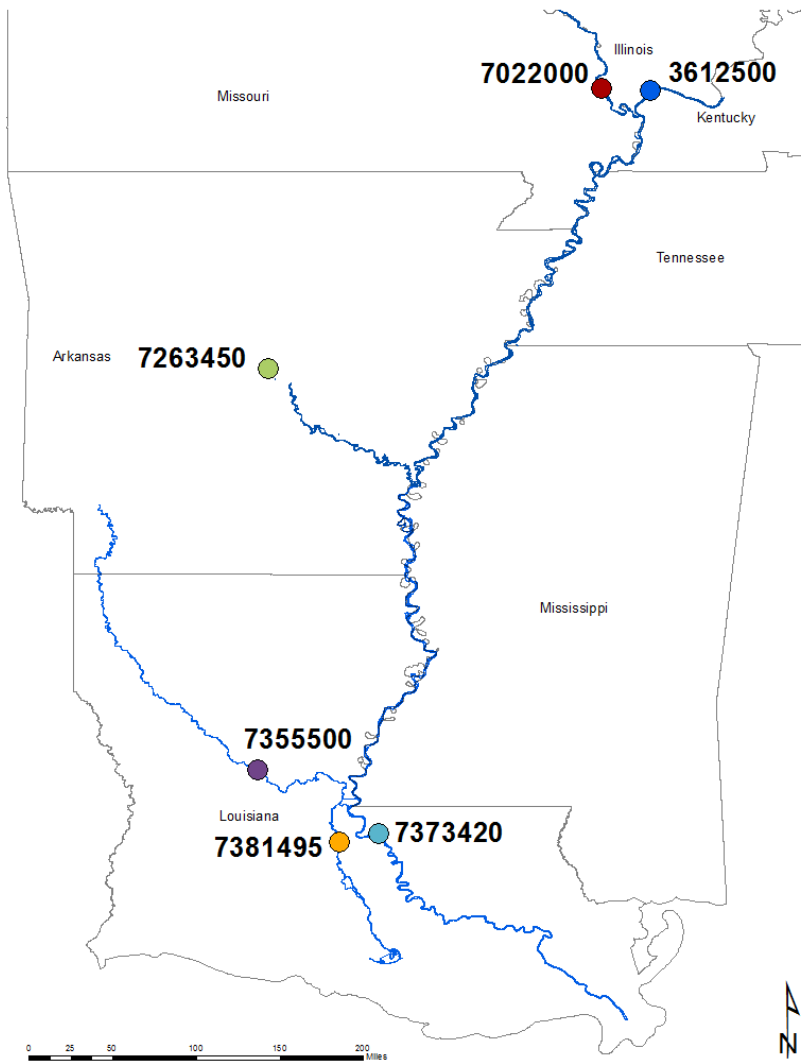 Illinois
7022000
3612500
Missouri
Kentucky
Tennessee
Arkansas
7263450
Mississippi
7355500
Louisiana
7381495
7373420
N
0 25 50 100 150 200
Miles